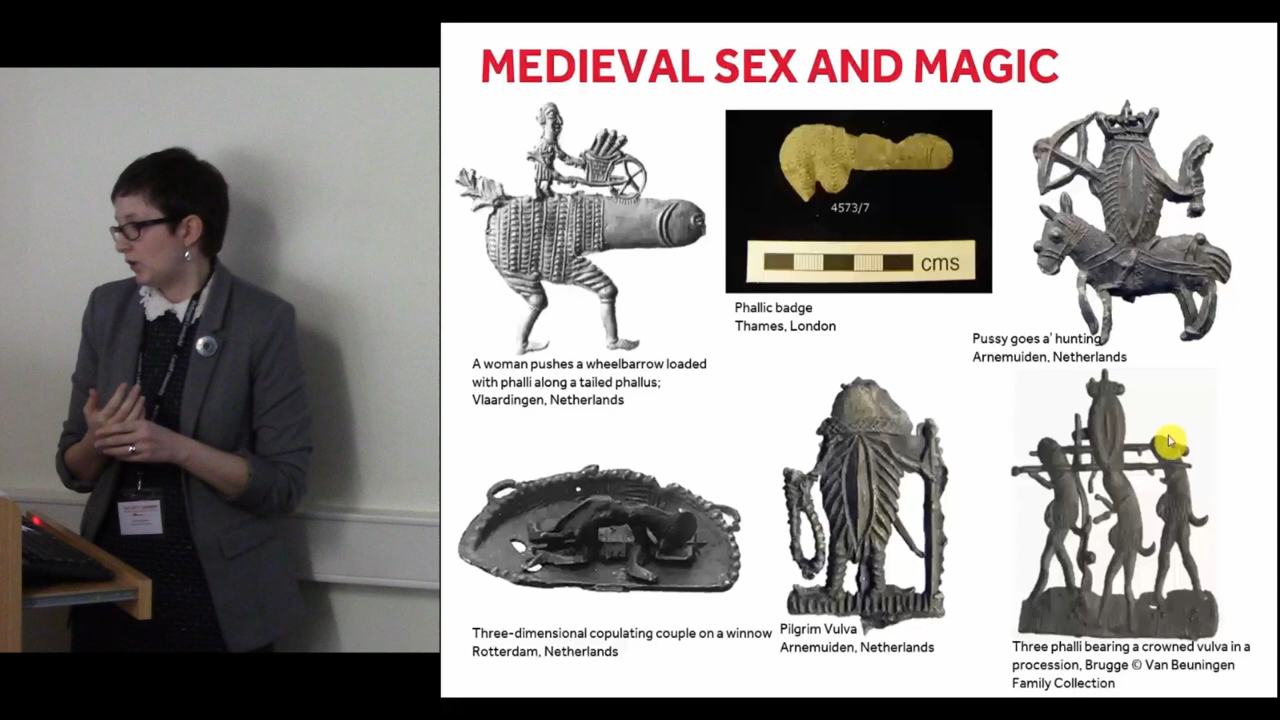 MEDIEVAL SEX AND MAGIC
A woman pushes a wheelbarrow loaded
with phalli along a tailed phallus;
Vlaardingen, Netherlands
4573/7
cms
Phallic badge
Thames, London
Pussy goes a' hunting
Arnemuiden, Netherlands
Three-dimensional copulating couple on a winnow
Rotterdam, Netherlands
Pilgrim Vulva
Arnemuiden, Netherlands
Three phalli bearing a crowned vulva in a
procession, Brugge © Van Beuningen
Family Collection